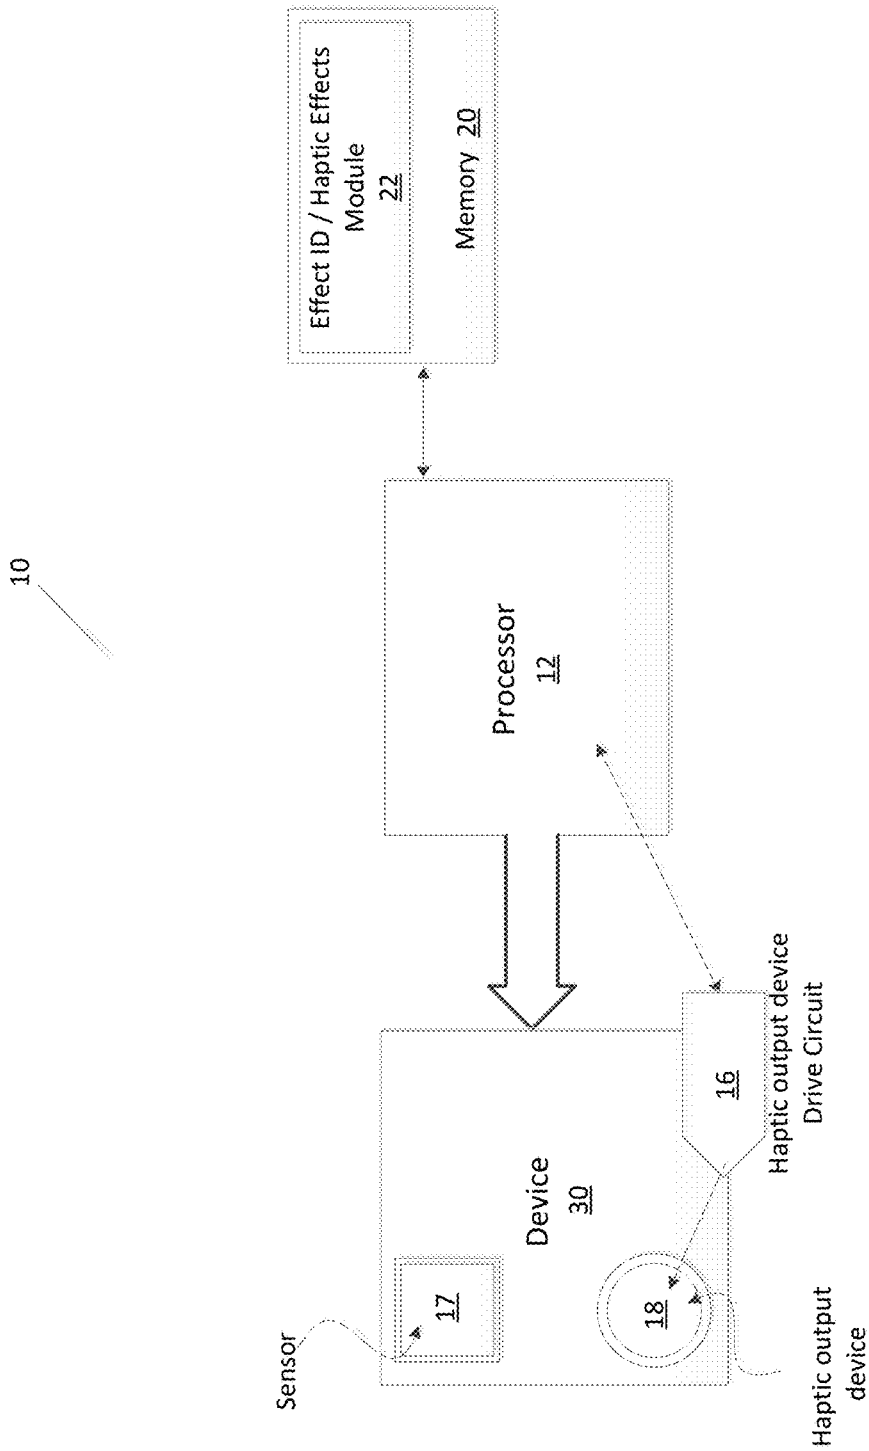 10
Sensor
17
Device
30
18
Haptic output
device
16
Haptic output device
Drive Circuit
Processor
12
Effect ID / Haptic Effects
Module
22
Memory 20